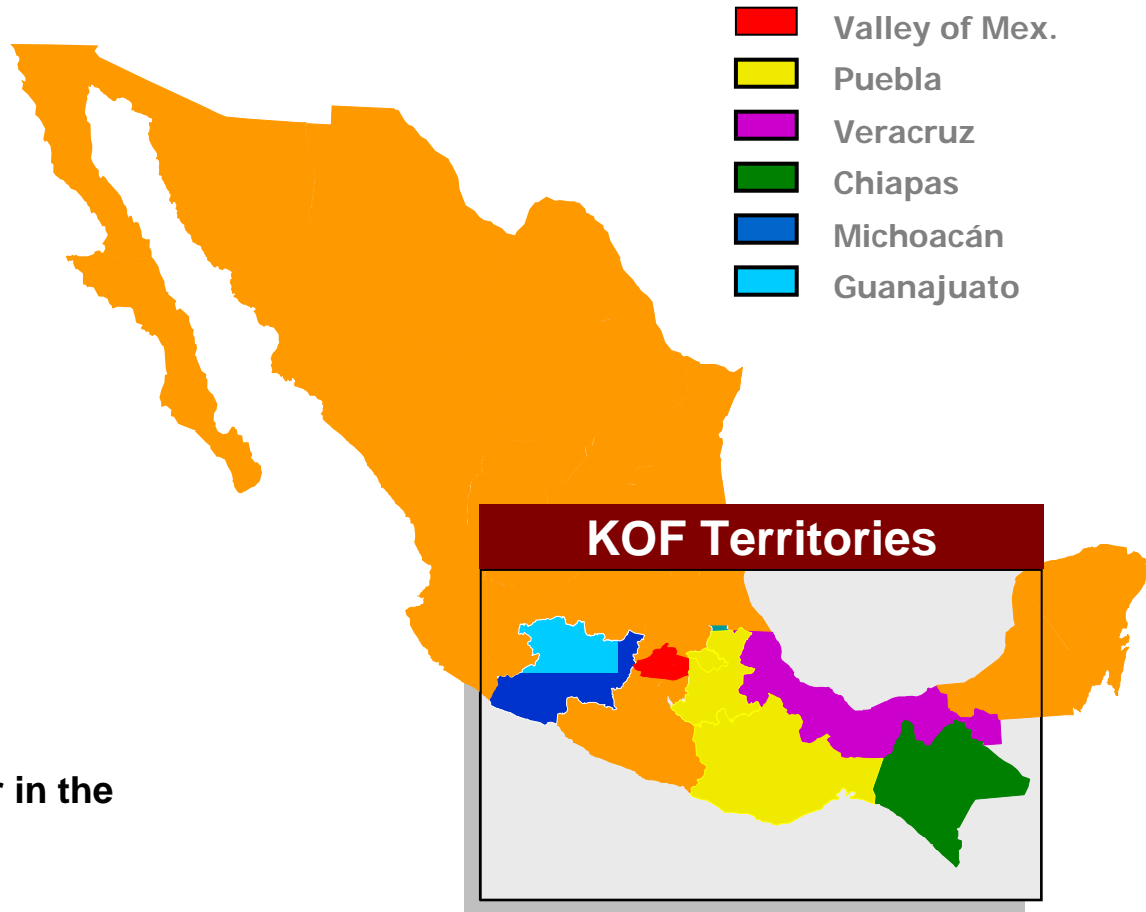 Valley of Mex.
Puebla
Veracruz
Chiapas
Michoacán
Guanajuato
KOF Territories
in the